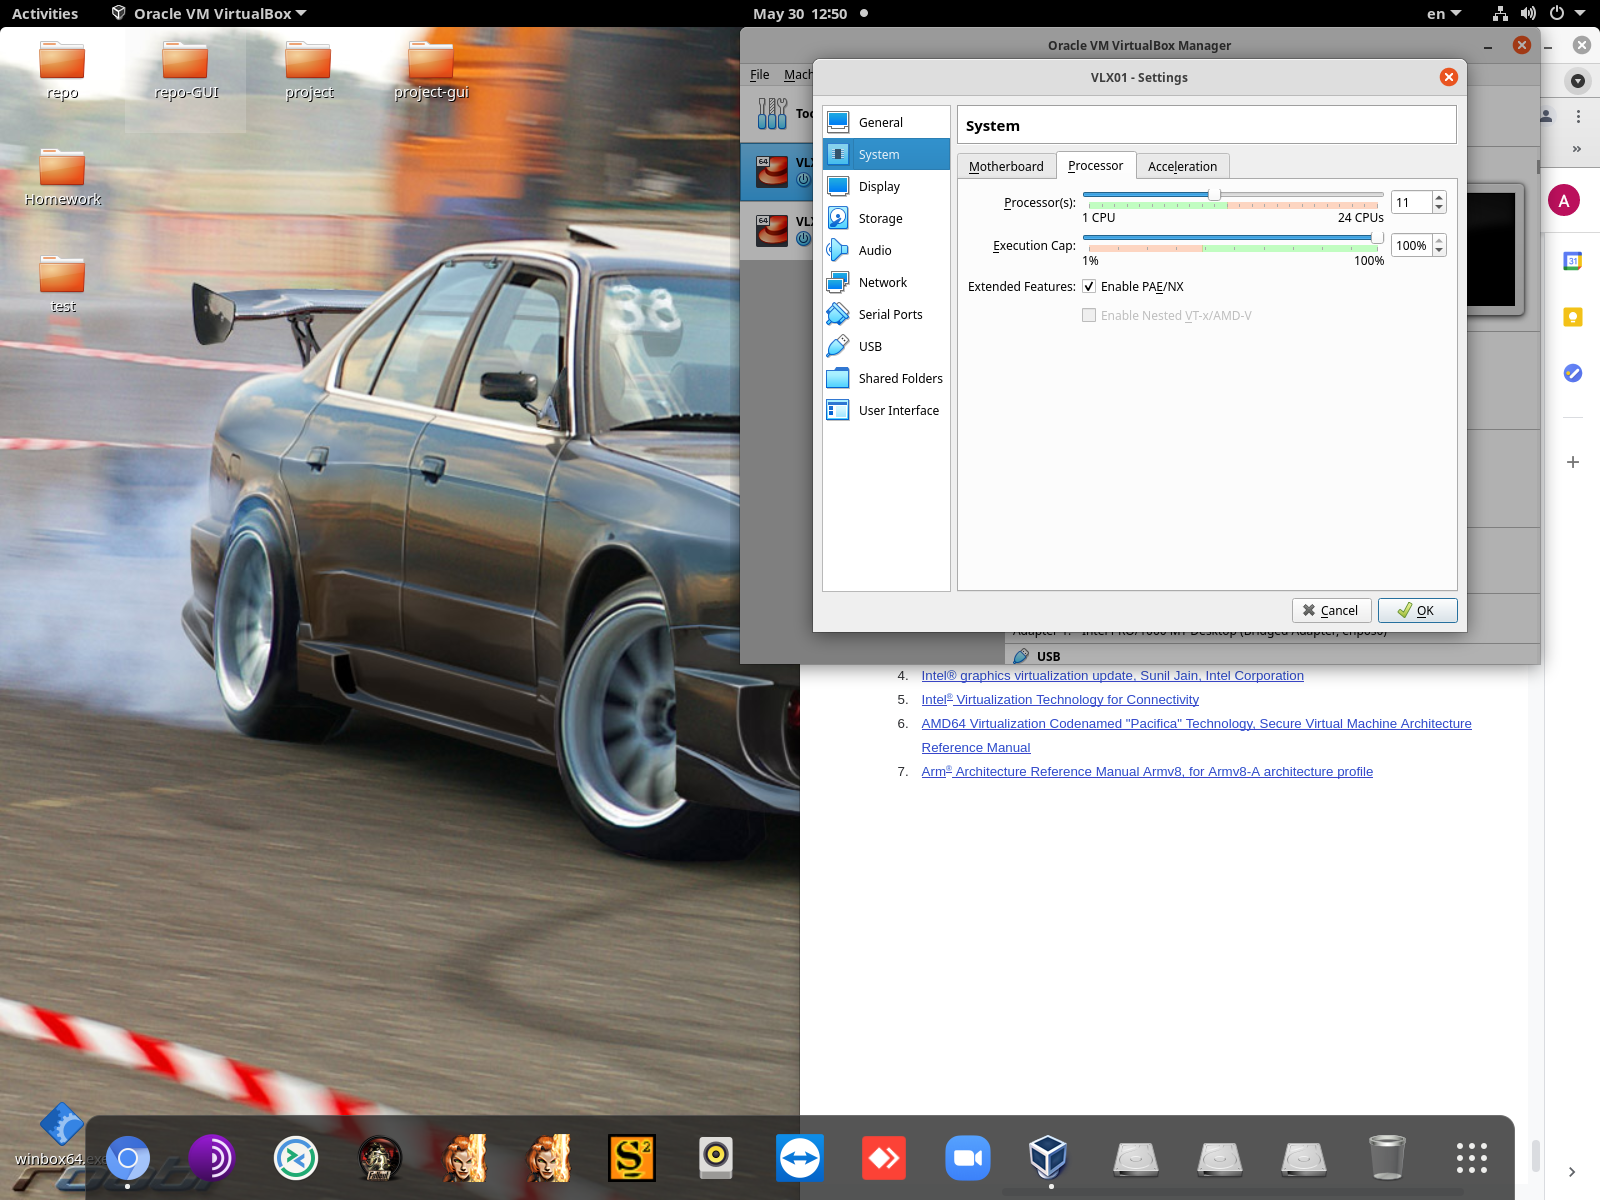 Activities
Oracle VM VirtualBox
May 30 12:50
en
repo
repo-GUI
project
project-gui
Homework
test
winbox64.exe
Oracle VM VirtualBox Manager
File
VLX01 - Settings
General
System
Display
Storage
Audio
Network
Serial Ports
USB
Shared Folders
User Interface
System
Motherboard
Processor
Acceleration
Processor(s):
11
1 CPU
24 CPUs
Execution Cap:
100%
1%
100%
Extended Features:
Enable PAE/NX
Enable Nested VT-x/AMD-V
Cancel
OK
64
64
A
31
38
USB
4. Intel® graphics virtualization update, Sunil Jain, Intel Corporation
5. Intel® Virtualization Technology for Connectivity
6. AMD64 Virtualization Codenamed "Pacifica" Technology, Secure Virtual Machine Architecture
Reference Manual
7. Arm® Architecture Reference Manual Armv8, for Armv8-A architecture profile
S2